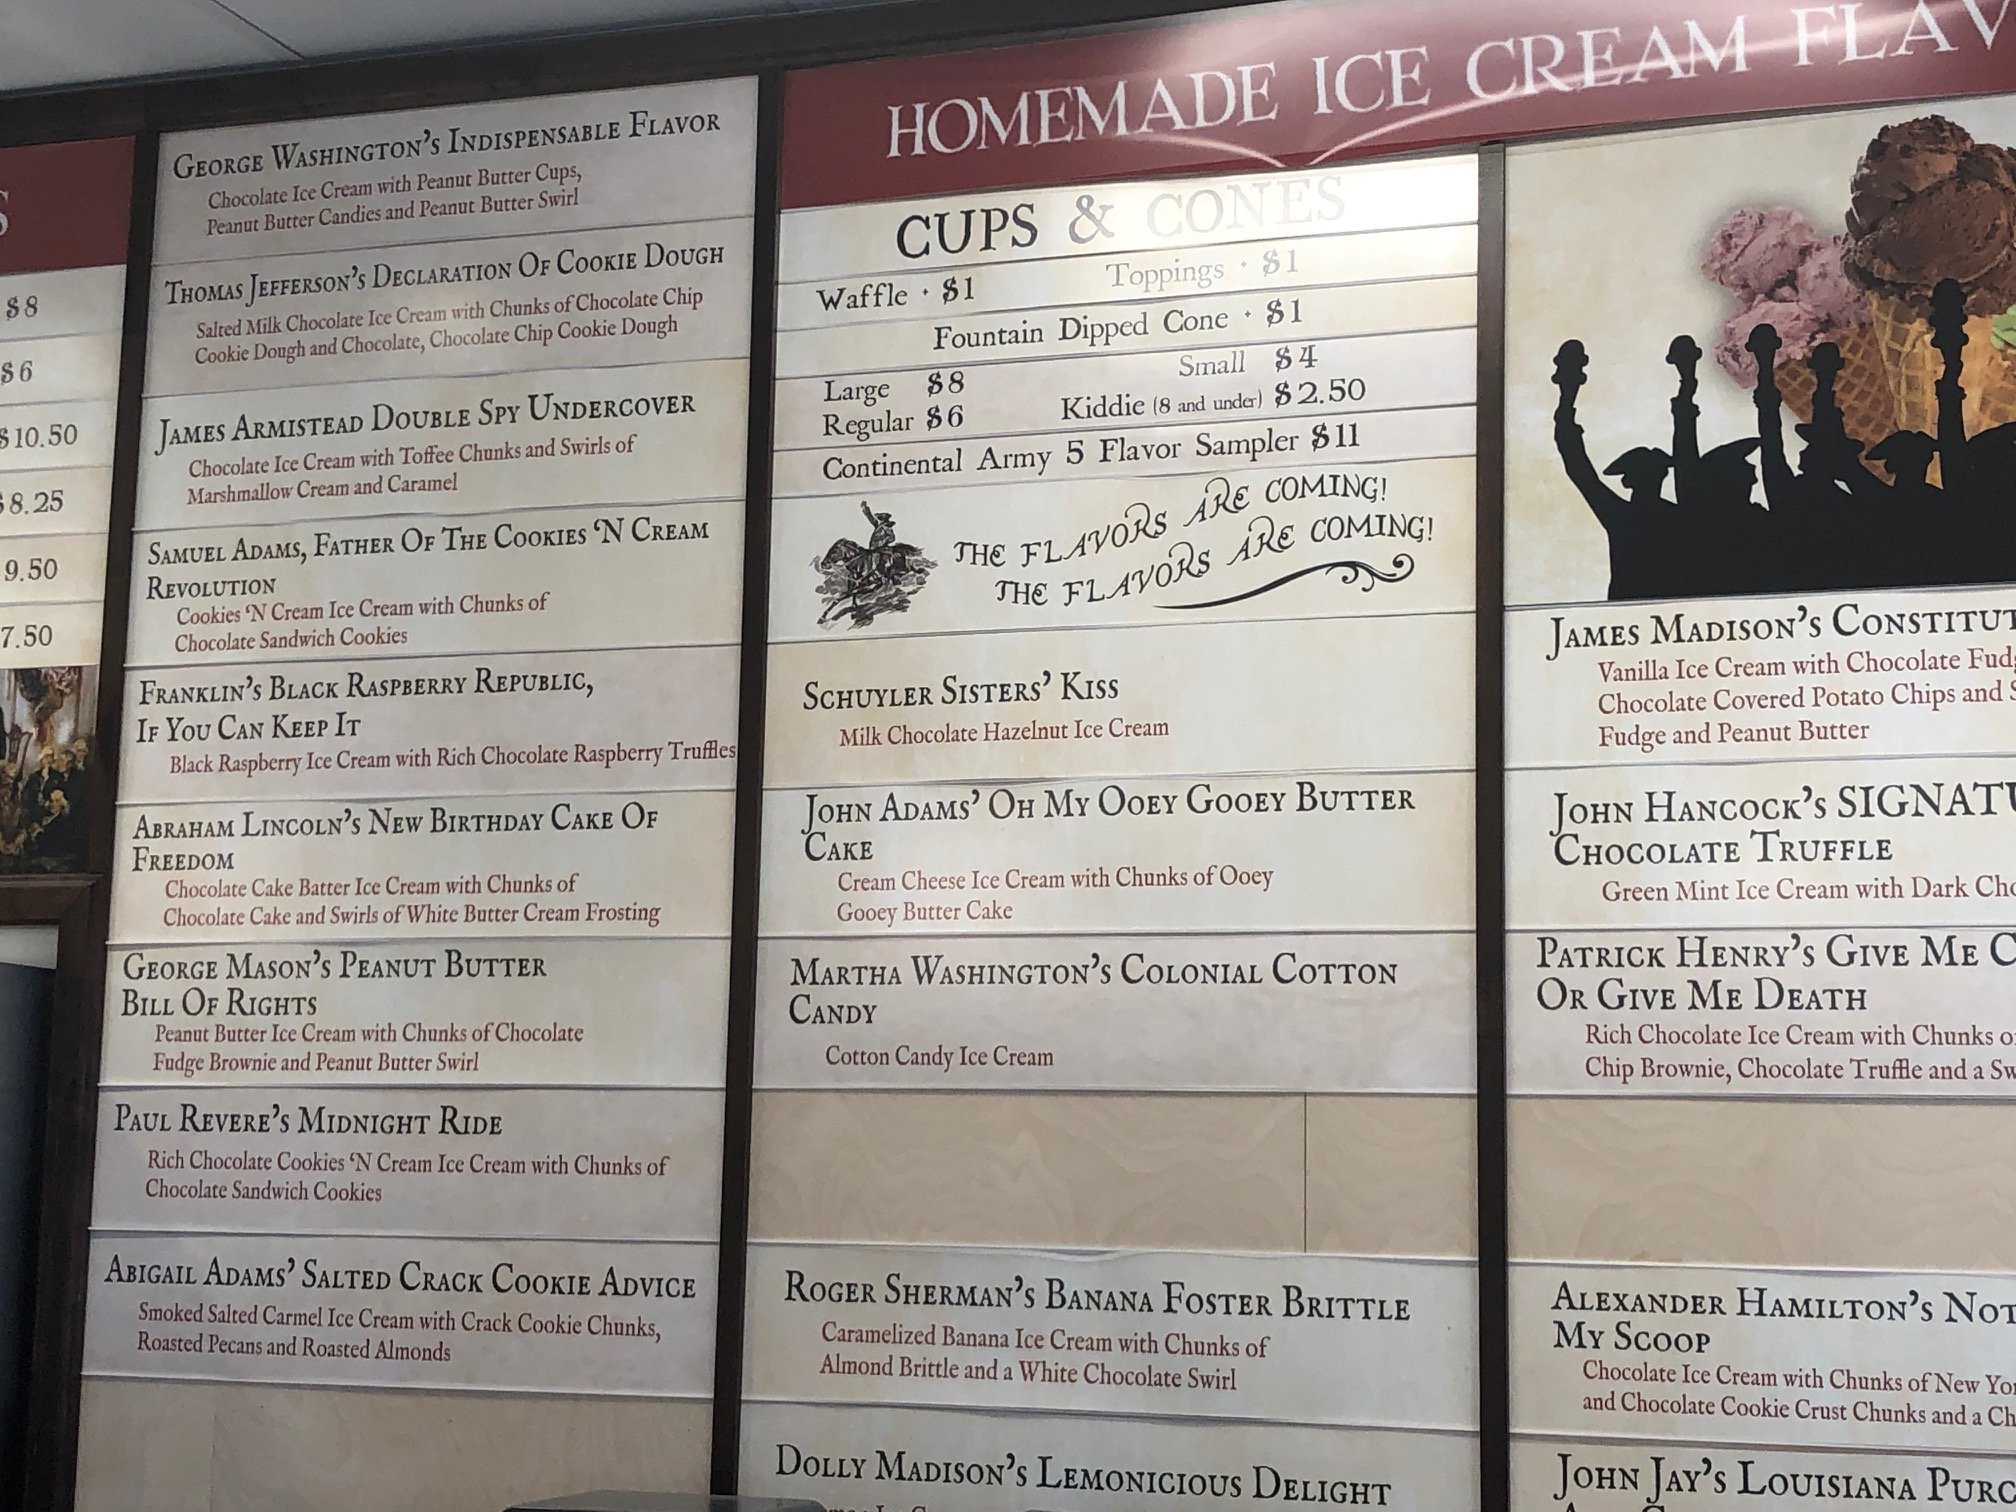 S
$8
$6
$10.50
8.25
9.50
7.50
GEORGE WASHINGTON'S INDISPENSABLE FLAVOR
Chocolate Ice Cream with Peanut Butter Cups,
Peanut Butter Candies and Peanut Butter Swirl
THOMAS JEFFERSON'S DECLARATION OF COOKIE DOUGH
Salted Milk Chocolate Ice Cream with Chunks of Chocolate Chip
Cookie Dough and Chocolate, Chocolate Chip Cookie Dough
JAMES ARMISTEAD DOUBLE SPY UNDERCOVER
Chocolate Ice Cream with Toffee Chunks and Swirls of
Marshmallow Cream and Caramel
SAMUEL ADAMS, FATHER OF THE COOKIES 'N CREAM
REVOLUTION
Cookies 'N Cream Ice Cream with Chunks of
Chocolate Sandwich Cookies
FRANKLIN'S BLACK RASPBERRY REPUBLIC,
IF YOU CAN KEEP IT
Black Raspberry Ice Cream with Rich Chocolate Raspberry Truffles
ABRAHAM LINCOLN'S NEW BIRTHDAY CAKE OF
FREEDOM
Chocolate Cake Batter Ice Cream with Chunks of
Chocolate Cake and Swirls of White Butter Cream Frosting
GEORGE MASON'S PEANUT BUTTER
BILL OF RIGHTS
Peanut Butter Ice Cream with Chunks of Chocolate
Fudge Brownie and Peanut Butter Swirl
PAUL REVERE'S MIDNIGHT RIDE
Rich Chocolate Cookies 'N Cream Ice Cream with Chunks of
Chocolate Sandwich Cookies
ABIGAIL ADAMS' SALTED CRACK COOKIE ADVICE
Smoked Salted Carmel Ice Cream with Crack Cookie Chunks,
Roasted Pecans and Roasted Almonds
HOMEMADE ICE CREAM FLAV
CUPS & CONES
Waffle · $1 Toppings · $1
Fountain Dipped Cone · $1
Large $8 Small $4
Regular $6 Kiddie (8 and under) $2.50
Continental Army 5 Flavor Sampler $11
THE FLAVORS ARE COMING!
THE FLAVORS ARE COMING!
SCHUYLER SISTERS' KISS
Milk Chocolate Hazelnut Ice Cream
JOHN ADAMS' OH MY OOEY GOOEY BUTTER
CAKE
Cream Cheese Ice Cream with Chunks of Ooey
Gooey Butter Cake
MARTHA WASHINGTON'S COLONIAL COTTON
CANDY
Cotton Candy Ice Cream
ROGER SHERMAN'S BANANA FOSTER BRITTLE
Caramelized Banana Ice Cream with Chunks of
Almond Brittle and a White Chocolate Swirl
DOLLY MADISON'S LEMONICIOUS DELIGHT
JAMES MADISON'S CONSTITUT
Vanilla Ice Cream with Chocolate Fudg
Chocolate Covered Potato Chips and S
Fudge and Peanut Butter
JOHN HANCOCK'S SIGNATU
CHOCOLATE TRUFFLE
Green Mint Ice Cream with Dark Cho
PATRICK HENRY'S GIVE ME C
OR GIVE ME DEATH
Rich Chocolate Ice Cream with Chunks o
Chip Brownie, Chocolate Truffle and a Sw
ALEXANDER HAMILTON'S NOT
MY SCOOP
Chocolate Ice Cream with Chunks of New Yo
and Chocolate Cookie Crust Chunks and a Ch
JOHN JAY'S LOUISIANA PURC